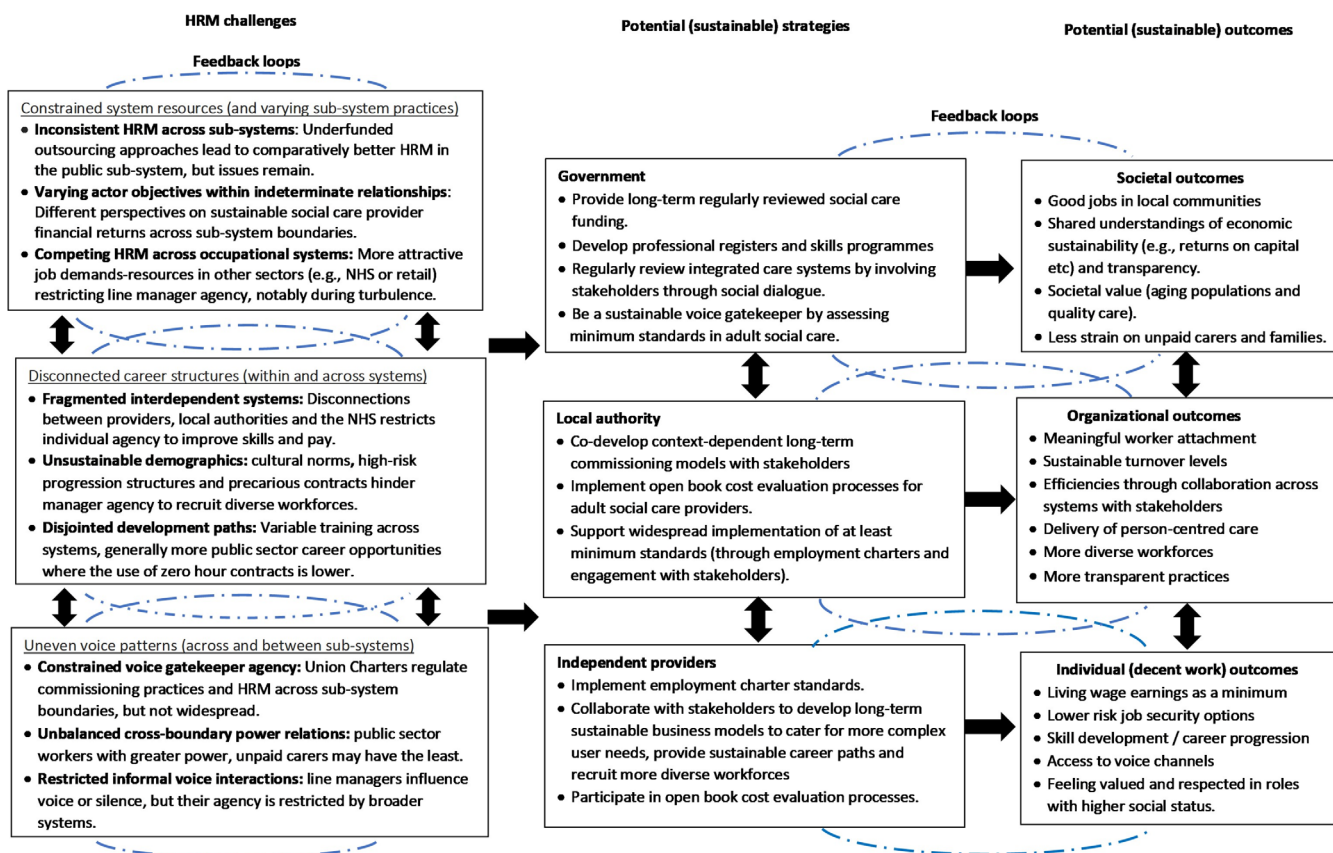 HRM challenges
Potential (sustainable) strategies
Potential (sustainable) outcomes
Feedback loops
Constrained system resources (and varying sub-system practices)
• Inconsistent HRM across sub-systems: Underfunded
outsourcing approaches lead to comparatively better HRM in
the public sub-system, but issues remain.
• Varying actor objectives within indeterminate relationships:
Different perspectives on sustainable social care provider
financial returns across sub-system boundaries.
• Competing HRM across occupational systems: More attractive
job demands-resources in other sectors (e.g., NHS or retail)
restricting line manager agency, notably during turbulence.
Disconnected career structures (within and across systems)
• Fragmented interdependent systems: Disconnections
between providers, local authorities and the NHS restricts
individual agency to improve skills and pay.
• Unsustainable demographics: cultural norms, high-risk
progression structures and precarious contracts hinder
manager agency to recruit diverse workforces.
• Disjointed development paths: Variable training across
systems, generally more public sector career opportunities
where the use of zero hour contracts is lower.
Uneven voice patterns (across and between sub-systems)
• Constrained voice gatekeeper agency: Union Charters regulate
commissioning practices and HRM across sub-system
boundaries, but not widespread.
• Unbalanced cross-boundary power relations: public sector
workers with greater power, unpaid carers may have the least.
• Restricted informal voice interactions: line managers influence
voice or silence, but their agency is restricted by broader
systems.
Feedback loops
Government
• Provide long-term regularly reviewed social care
funding.
• Develop professional registers and skills programmes
• Regularly review integrated care systems by involving
stakeholders through social dialogue.
• Be a sustainable voice gatekeeper by assessing
minimum standards in adult social care.
Local authority
• Co-develop context-dependent long-term
commissioning models with stakeholders
• Implement open book cost evaluation processes for
adult social care providers.
• Support widespread implementation of at least
minimum standards (through employment charters and
engagement with stakeholders).
Independent providers
• Implement employment charter standards.
• Collaborate with stakeholders to develop long-term
sustainable business models to cater for more complex
user needs, provide sustainable career paths and
recruit more diverse workforces
• Participate in open book cost evaluation processes.
Societal outcomes
• Good jobs in local communities
• Shared understandings of economic
sustainability (e.g., returns on capital
etc) and transparency.
• Societal value (aging populations and
quality care).
• Less strain on unpaid carers and families.
Organizational outcomes
• Meaningful worker attachment
• Sustainable turnover levels
• Efficiencies through collaboration across
systems with stakeholders
• Delivery of person-centred care
• More diverse workforces
• More transparent practices
Individual (decent work) outcomes
• Living wage earnings as a minimum
• Lower risk job security options
• Skill development / career progression
• Access to voice channels
• Feeling valued and respected in roles
with higher social status.